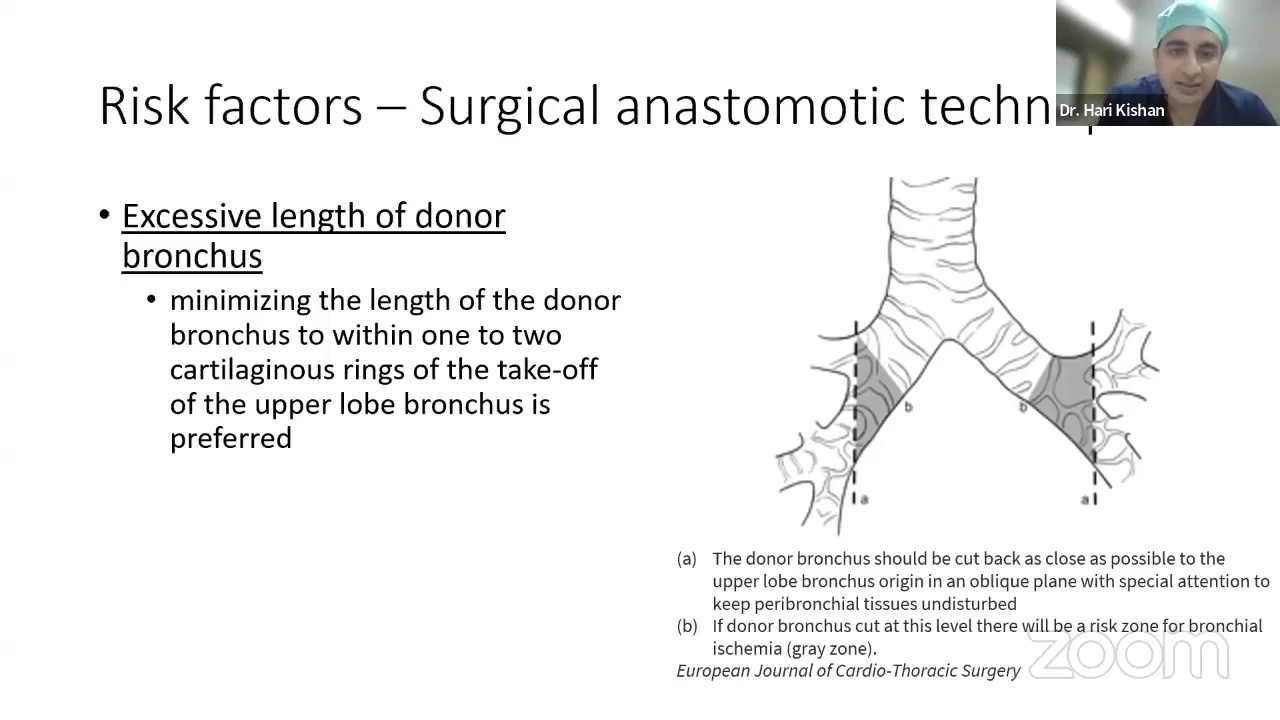 Risk factors – Surgical anastomotic
Dr. Hari Kishan
• Excessive length of donor
bronchus
• minimizing the length of the donor
bronchus to within one to two
cartilaginous rings of the take-off
of the upper lobe bronchus is
preferred
b
b
a
a
(a) The donor bronchus should be cut back as close as possible to the
upper lobe bronchus origin in an oblique plane with special attention to
keep peribronchial tissues undisturbed
(b) If donor bronchus cut at this level there will be a risk zone for bronchial
ischemia (gray zone).
European Journal of Cardio-Thoracic Surgery
zoom